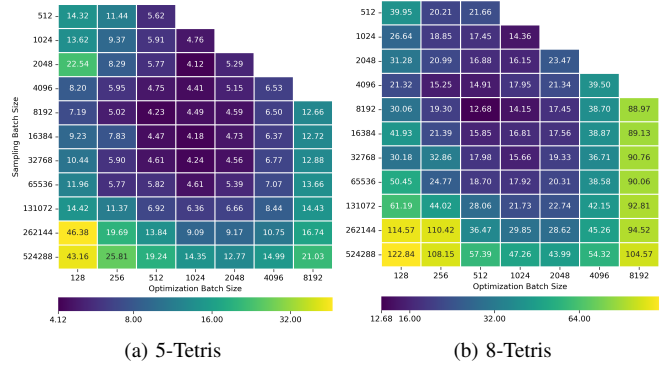 512 14.32 11.44 5.62
1024 13.62 9.37 5.91 4.76
2048 22.54 8.29 5.77 4.12 5.29
4096 8.20 5.95 4.75 4.41 5.15 6.53
8192 7.19 5.02 4.23 4.49 4.59 6.50 12.66
16384 9.23 7.83 4.47 4.18 4.73 6.37 12.72
32768 10.44 5.90 4.61 4.24 4.56 6.77 12.88
65536 11.96 5.77 5.82 4.61 5.39 7.07 13.66
131072 14.42 11.37 6.92 6.36 6.66 8.44 14.43
262144 46.38 19.69 13.84 9.09 9.17 10.75 16.74
524288 43.16 25.81 19.24 14.35 12.77 14.99 21.03
128 256 512 1024 2048 4096 8192
Sampling Batch Size
Optimization Batch Size
4.12 8.00 16.00 32.00
(a) 5-Tetris
512 39.95 20.21 21.66
1024 26.64 18.85 17.45 14.36
2048 31.28 20.99 16.88 16.15 23.47
4096 21.32 15.25 14.91 17.95 21.34 39.50
8192 30.06 19.30 12.68 14.15 17.45 38.70 88.97
16384 41.93 21.39 15.85 16.81 17.56 38.87 89.13
32768 30.18 32.86 17.98 15.66 19.33 36.71 90.76
65536 50.45 24.77 18.70 17.92 20.31 38.58 90.06
131072 61.19 44.02 28.06 21.73 22.74 42.15 92.81
262144 114.57 110.42 36.47 29.85 28.62 45.26 94.52
524288 122.84 108.15 57.39 47.26 43.99 54.32 104.57
128 256 512 1024 2048 4096 8192
Optimization Batch Size
12.68 16.00 32.00 64.00
(b) 8-Tetris